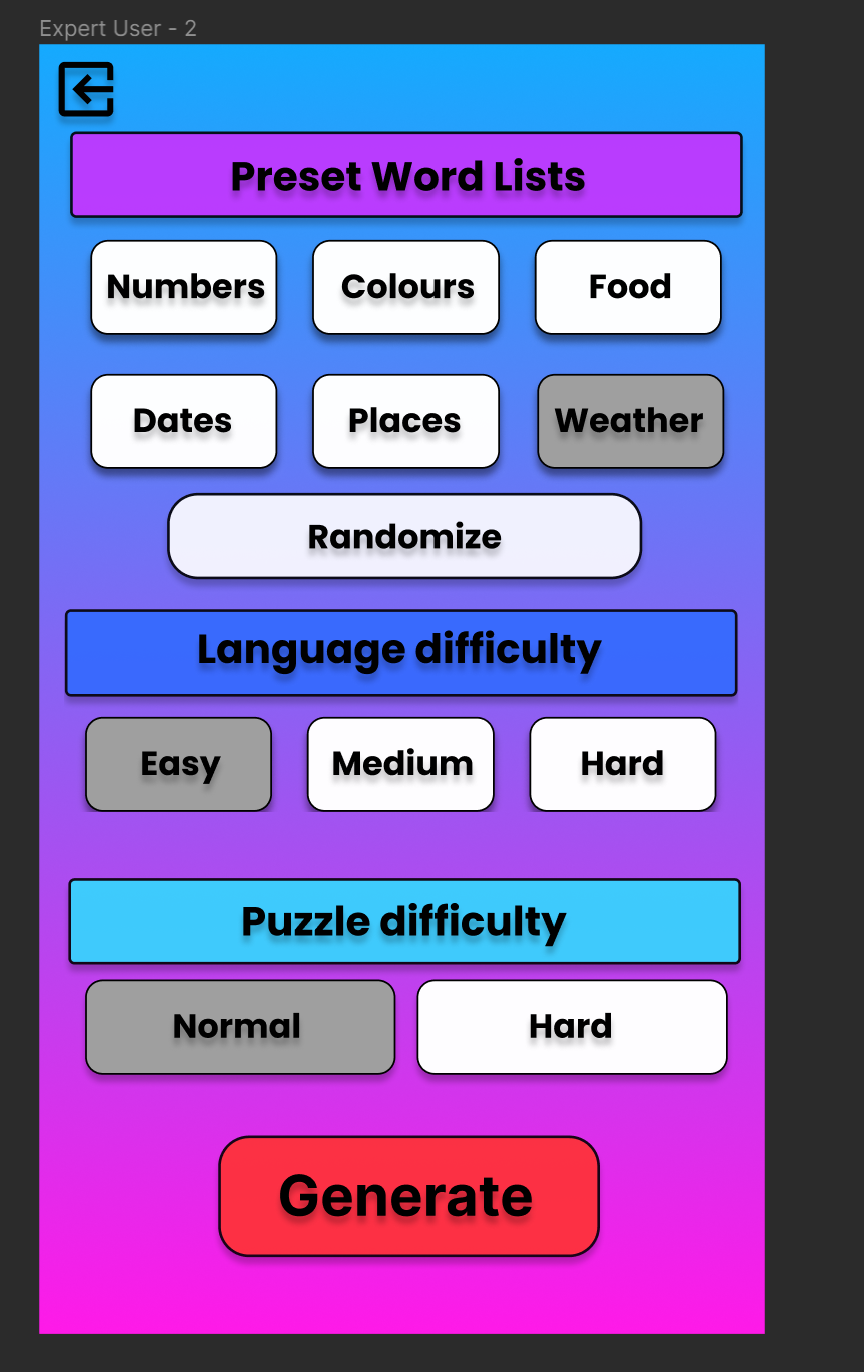 Expert User - 2
Preset Word Lists
Numbers Colours Food
Dates Places Weather
Randomize
Language difficulty
Easy Medium Hard
Puzzle difficulty
Normal Hard
Generate